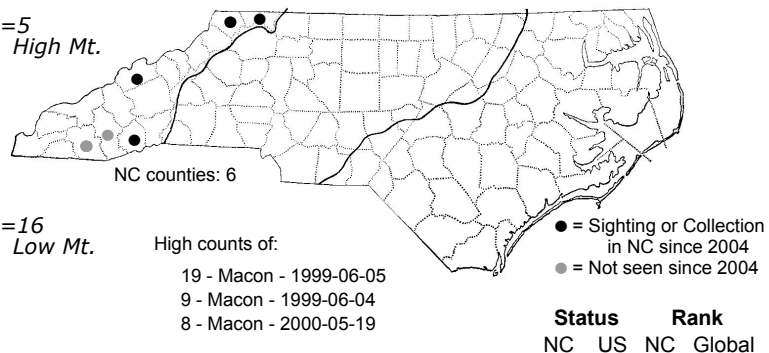 =5
High Mt.
NC counties: 6
=16
Low Mt.
High counts of:
19 - Macon - 1999-06-05
9 - Macon - 1999-06-04
8 - Macon - 2000-05-19
= Sighting or Collection
in NC since 2004
= Not seen since 2004
Status Rank
NC US NC Global